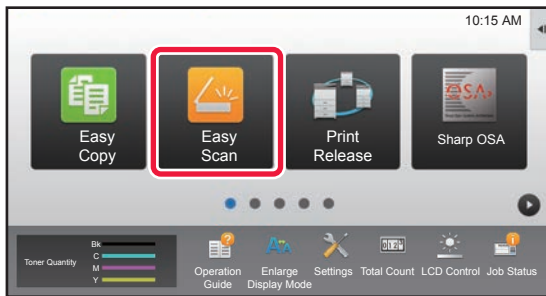 10:15 AM
Easy
Copy
Easy
Scan
Print
Release
Sharp OSA
Toner Quantity
Bk
C
M
Y
Operation
Guide
Enlarge
Display Mode
Settings
Total Count
LCD Control
Job Status